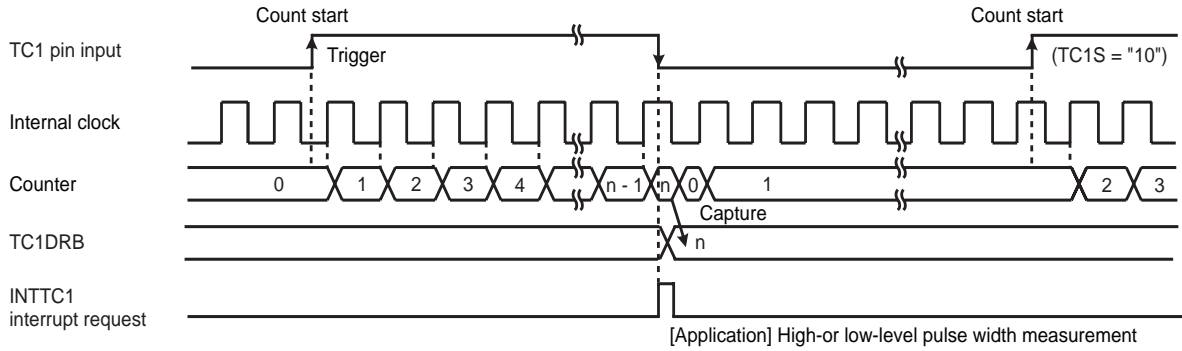 Count start
Count start
TC1 pin input
Trigger
(TC1S = "10")
Internal clock
Counter
0 1 2 3 4 n - 1 n 0 1 2 3
Capture
TC1DRB
n
INTTC1
interrupt request
[Application] High-or low-level pulse width measurement